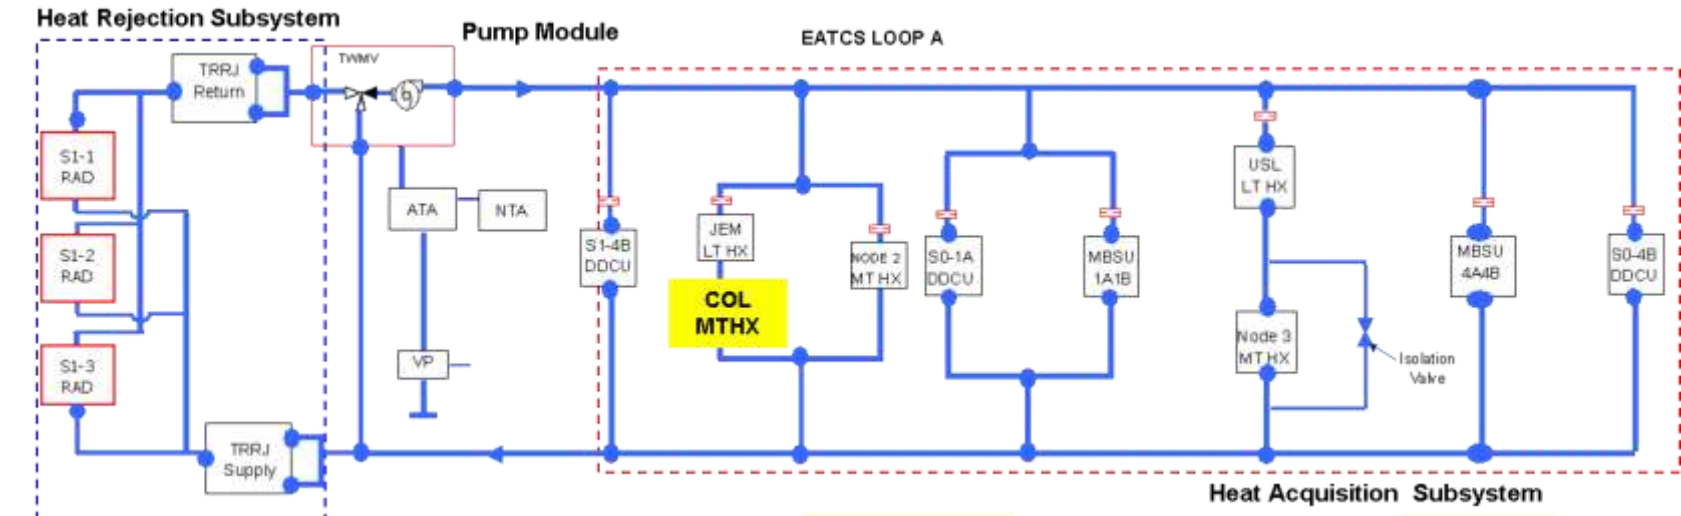 Heat Rejection Subsystem
Pump Module
EATCS LOOP A
TRRJ
Return
TWMV
S1-1
RAD
S1-2
RAD
S1-3
RAD
TRRJ
Supply
ATA
NTA
VP
S1-4B
DDCU
JEM
LT HX
COL
MTHX
NODE 2
MT HX
S0-1A
DDCU
MBSU
1A1B
USL
LT HX
Node 3
MT HX
Isolation
Valve
MBSU
4A4B
S0-4B
DDCU
Heat Acquisition Subsystem